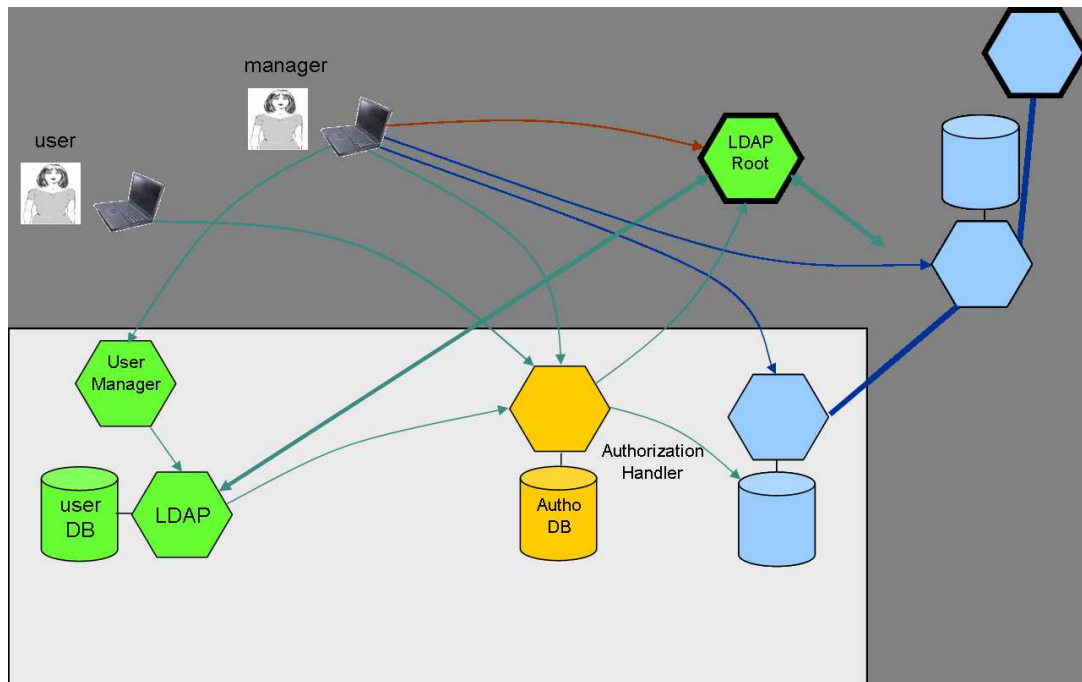 manager
user
LDAP
Root
User
Manager
Authorization
Handler
user
DB
LDAP
Autho
DB